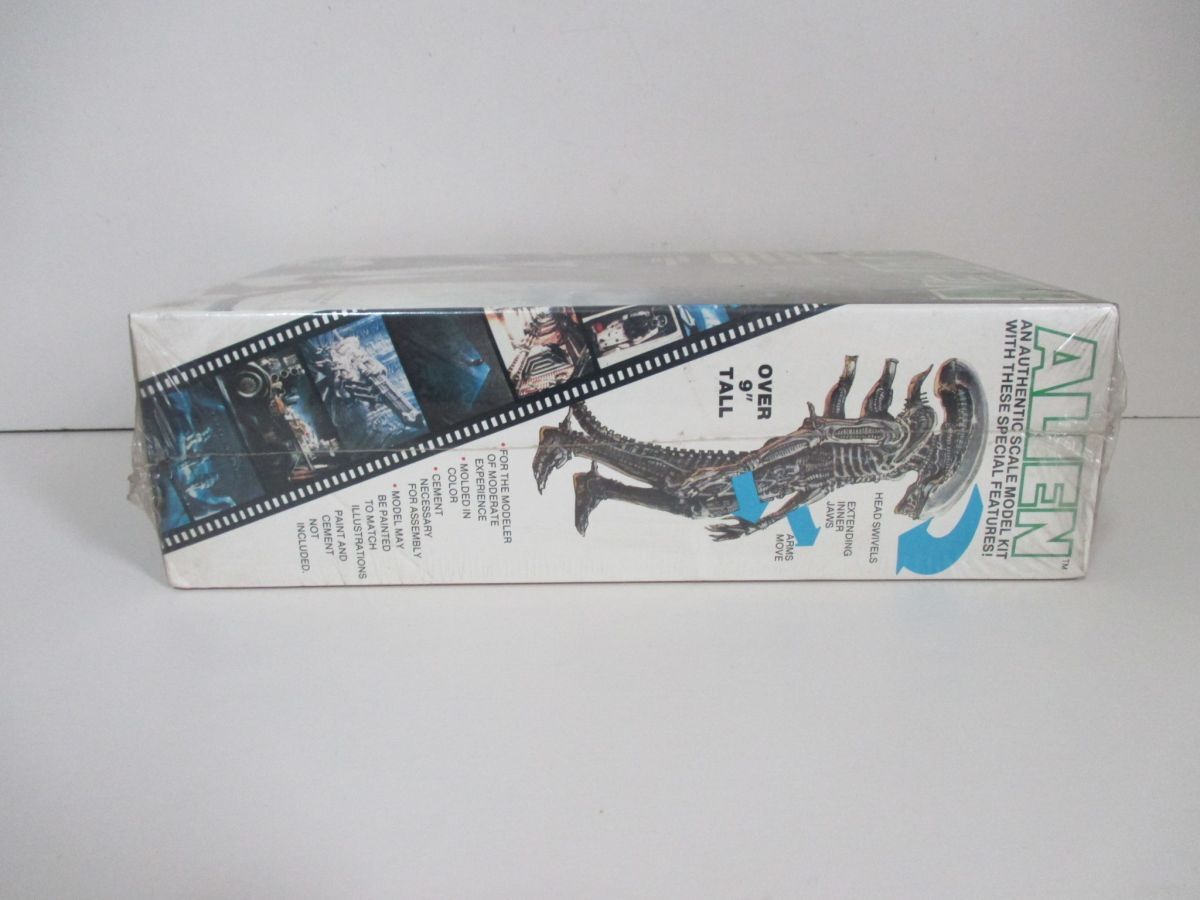 ALIEN™
AN AUTHENTIC SCALE MODEL KIT
WITH THESE SPECIAL FEATURES!
HEAD SWIVELS
EXTENDING
INNER
JAWS
ARMS
MOVE
OVER
9"
TALL
• FOR THE MODELLER
OF MODERATE
EXPERIENCE
• MOLDED IN
COLOR
• CEMENT
NECESSARY
FOR ASSEMBLY
• MODEL MAY
BE PAINTED
TO MATCH
ILLUSTRATIONS
PAINT AND
CEMENT
NOT
INCLUDED.